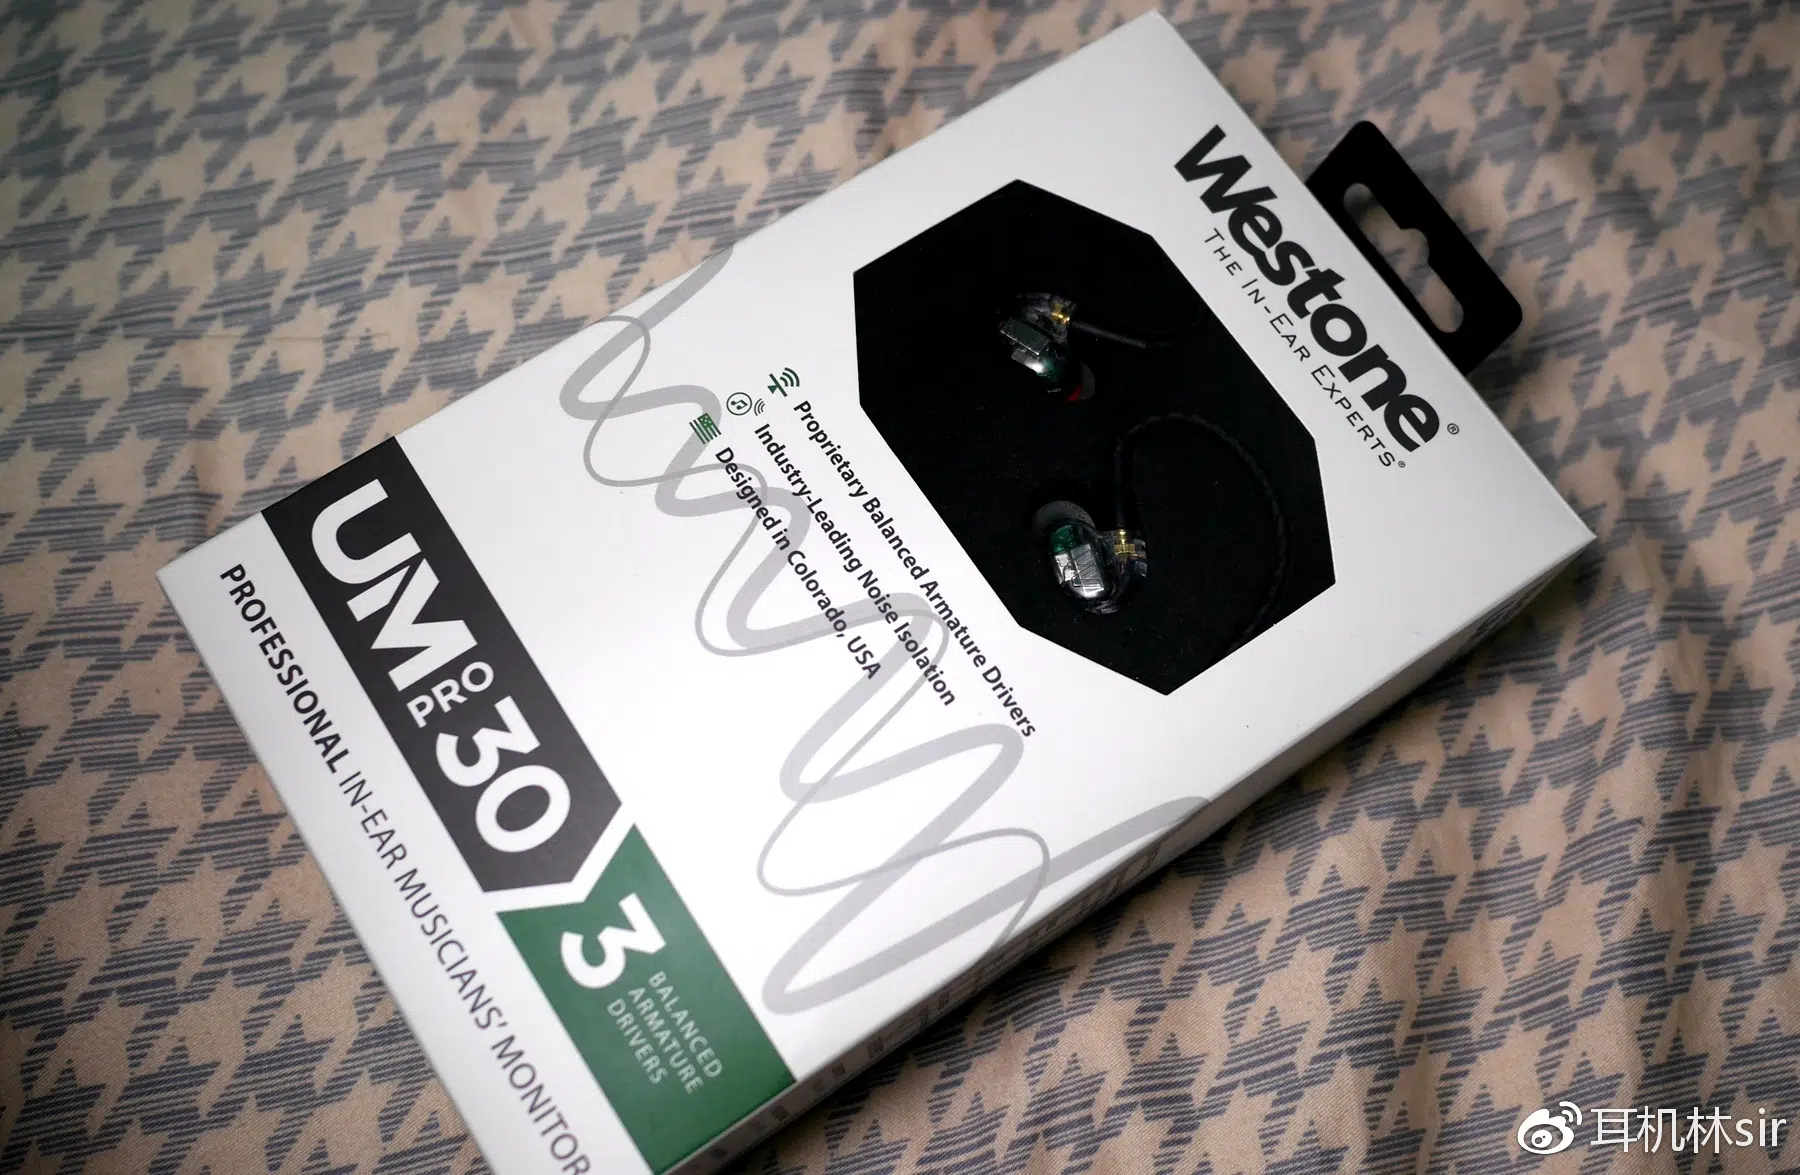 Westone®
THE IN-EAR EXPERTS®
Proprietary Balanced Armature Drivers
Industry-Leading Noise Isolation
Designed in Colorado, USA
UM PRO 30
3
BALANCED
ARMATURE
DRIVERS
PROFESSIONAL IN-EAR MUSICIANS' MONITOR
耳机林sir